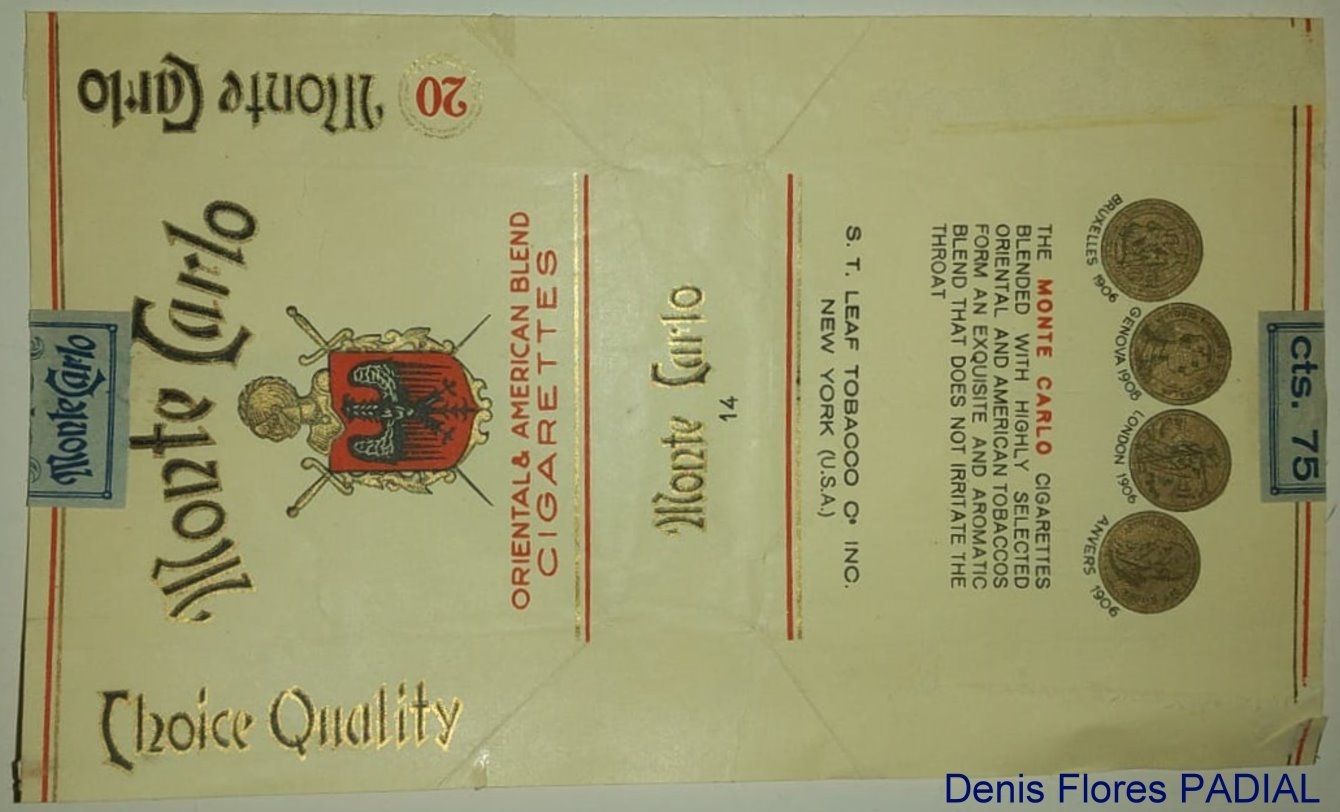 Monte Carlo
20
Monte Carlo
Monte Carlo
ORIENTAL & AMERICAN BLEND
CIGARETTES
Choice Quality
Monte Carlo
14
S. T. LEAF TOBACCO Co INC.
NEW YORK (U.S.A.)
THE MONTE CARLO CIGARETTES
BLENDED WITH HIGHLY SELECTED
ORIENTAL AND AMERICAN TOBACCOS
FORM AN EXQUISITE AND AROMATIC
BLEND THAT DOES NOT IRRITATE THE
THROAT
BRUXELLES 1906
GENOVA 1908
LONDON 1906
ANVERS 1906
cts. 75
Denis Flores PADIAL